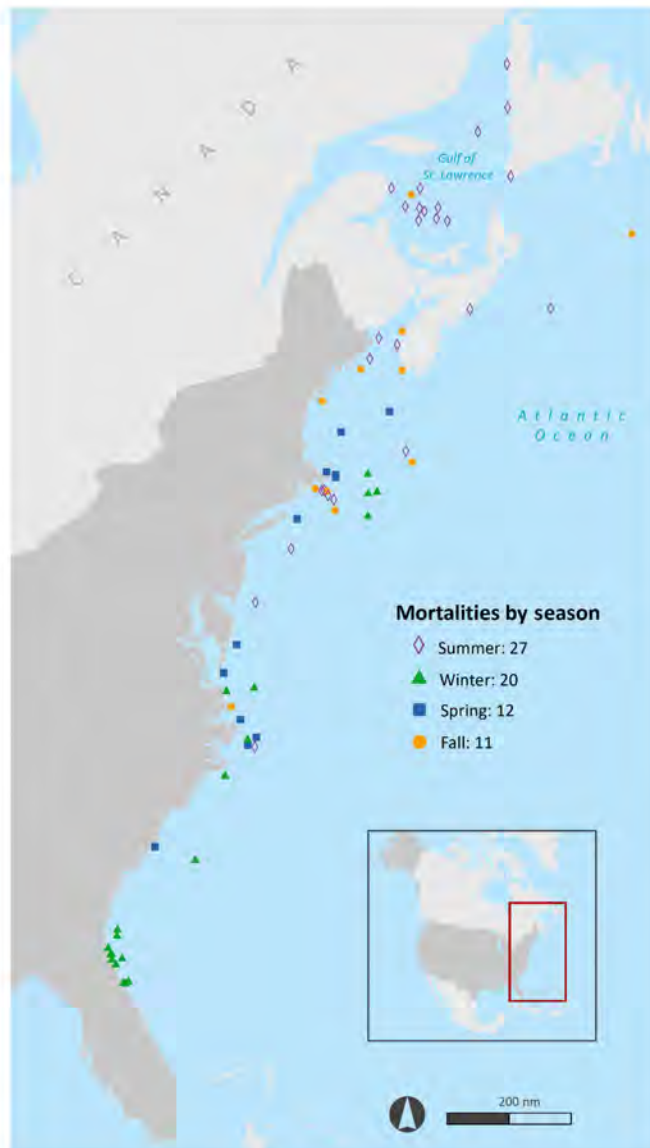 CANADA
Gulf of
St. Lawrence
Atlantic
Ocean
Mortalities by season
Summer: 27
Winter: 20
Spring: 12
Fall: 11
200 nm